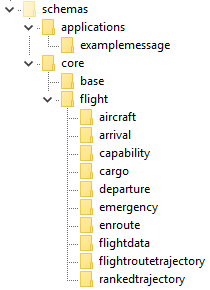 schemas
applications
examplemessage
core
base
flight
aircraft
arrival
capability
cargo
departure
emergency
enroute
flightdata
flightroutetrajectory
rankedtrajectory